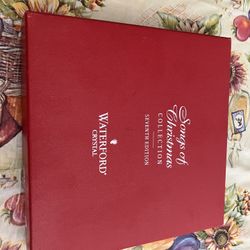 Songs of
Christmas
COLLECTION
SEVENTH EDITION
WATERFORD®
CRYSTAL